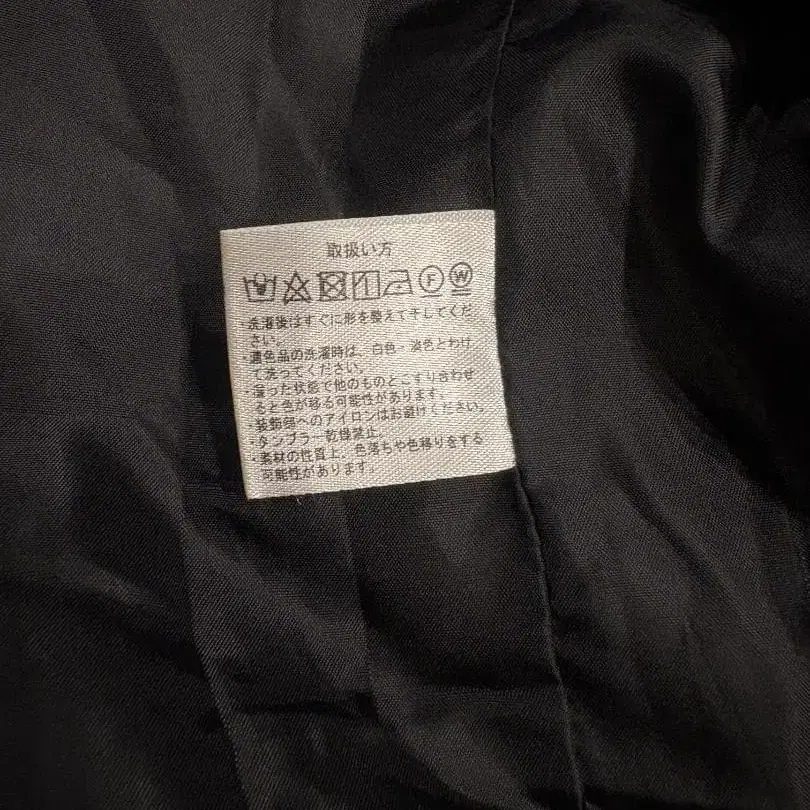 取扱い方
F W
・洗濯後はすぐに形を整えて干してくだ
さい。
・濃色品の洗濯時は、白色・淡色とわけ
て洗ってください。
・湿った状態で他のものとこすり合わせ
ると色が移る可能性があります。
・装飾部へのアイロンはお避けください。
・タンブラー乾燥禁止。
・素材の性質上、色落ちや色移りをする
可能性があります。